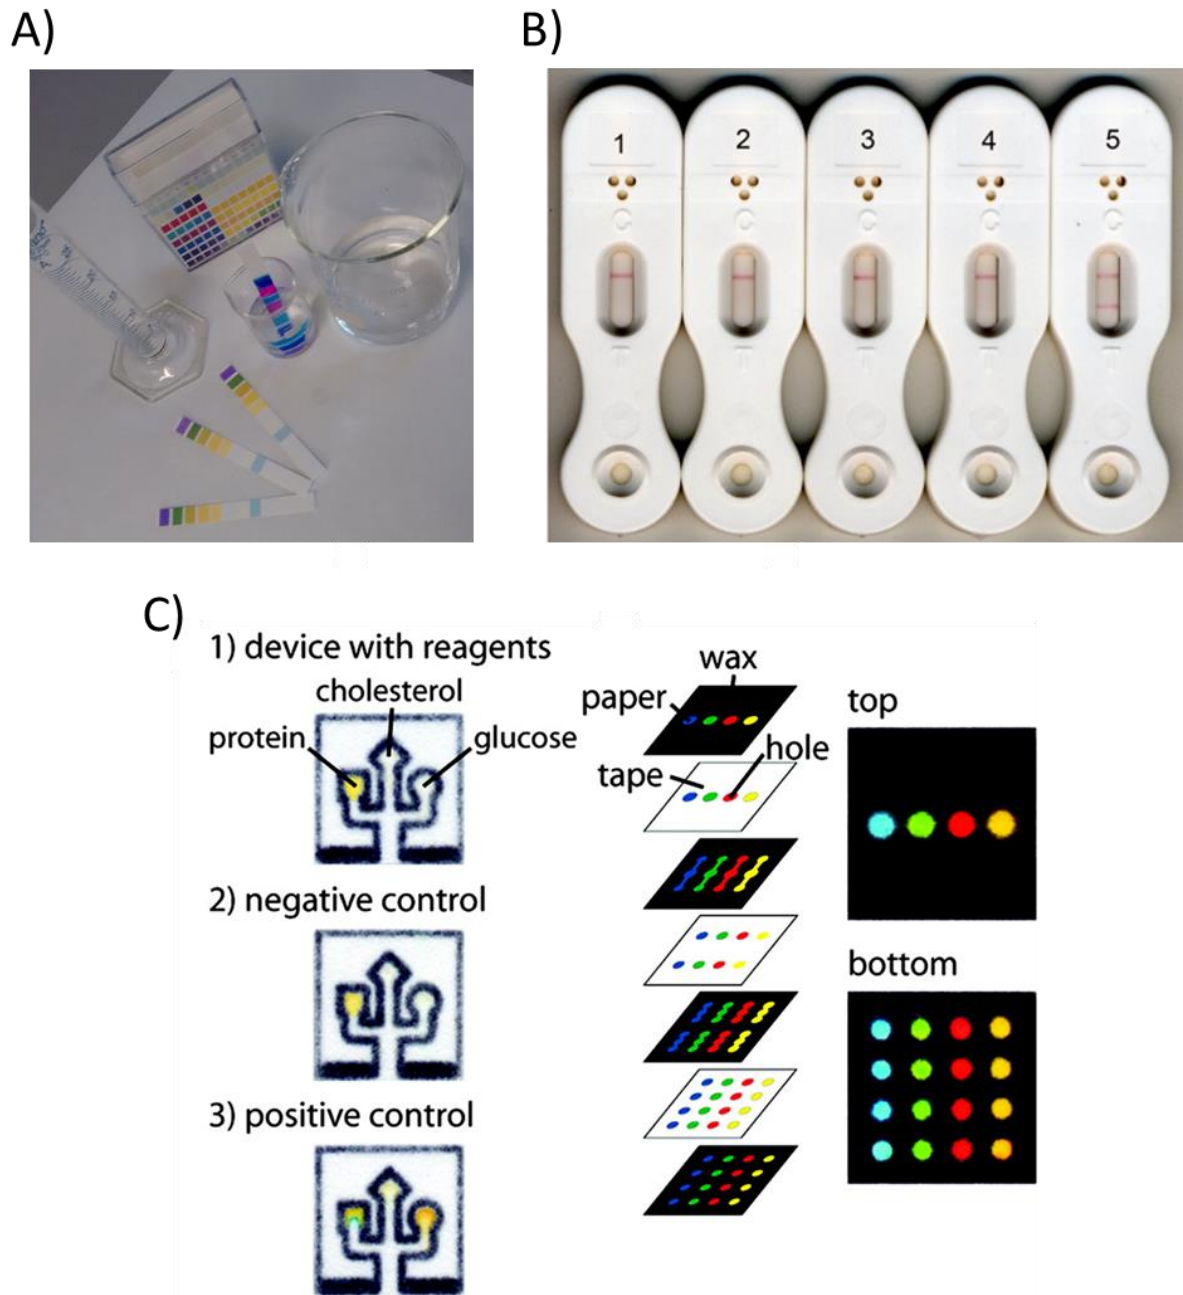 A)
B)
1 2 3 4 5
C C C C C
T T T T T
C)
1) device with reagents
cholesterol
protein
glucose
2) negative control
3) positive control
wax
paper
hole
tape
top
bottom